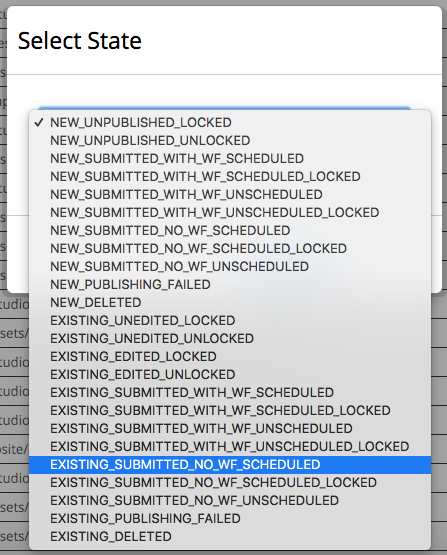 Select State
✓ NEW_UNPUBLISHED_LOCKED
NEW_UNPUBLISHED_UNLOCKED
NEW_SUBMITTED_WITH_WF_SCHEDULED
NEW_SUBMITTED_WITH_WF_SCHEDULED_LOCKED
NEW_SUBMITTED_WITH_WF_UNSCHEDULED
NEW_SUBMITTED_WITH_WF_UNSCHEDULED_LOCKED
NEW_SUBMITTED_NO_WF_SCHEDULED
NEW_SUBMITTED_NO_WF_SCHEDULED_LOCKED
NEW_SUBMITTED_NO_WF_UNSCHEDULED
NEW_PUBLISHING_FAILED
NEW_DELETED
EXISTING_UNEDITED_LOCKED
EXISTING_UNEDITED_UNLOCKED
EXISTING_EDITED_LOCKED
EXISTING_EDITED_UNLOCKED
EXISTING_SUBMITTED_WITH_WF_SCHEDULED
EXISTING_SUBMITTED_WITH_WF_SCHEDULED_LOCKED
EXISTING_SUBMITTED_WITH_WF_UNSCHEDULED
EXISTING_SUBMITTED_WITH_WF_UNSCHEDULED_LOCKED
EXISTING_SUBMITTED_NO_WF_SCHEDULED
EXISTING_SUBMITTED_NO_WF_SCHEDULED_LOCKED
EXISTING_SUBMITTED_NO_WF_UNSCHEDULED
EXISTING_PUBLISHING_FAILED
EXISTING_DELETED